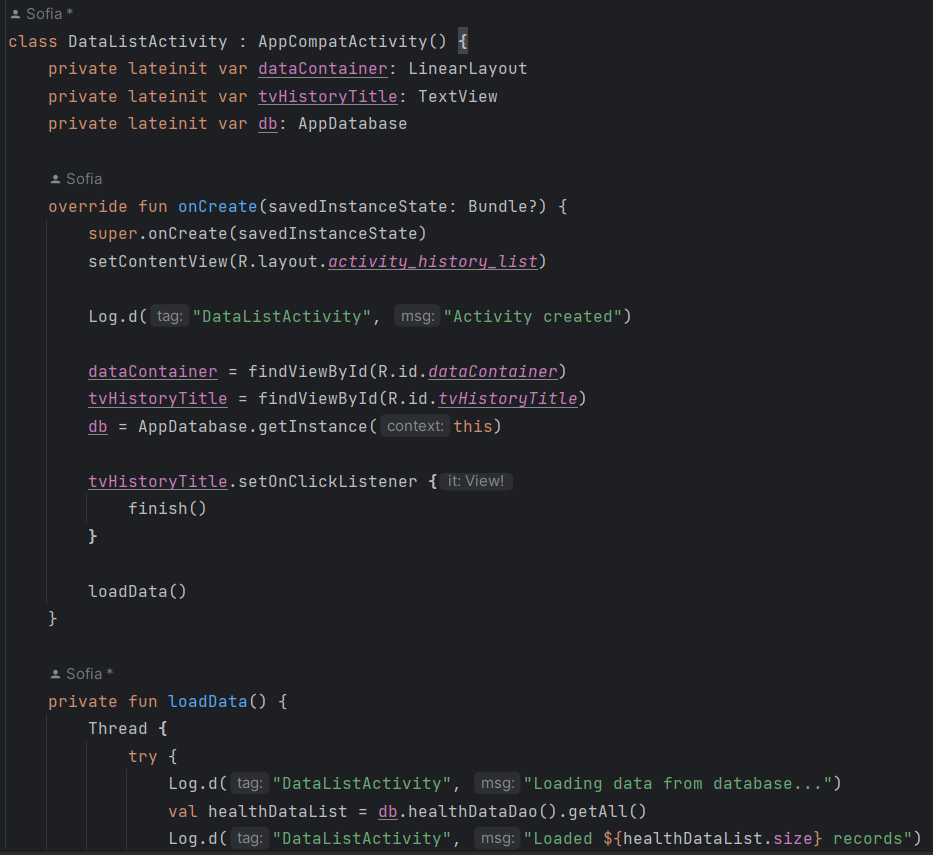 Sofia *
class DataListActivity : AppCompatActivity() {
    private lateinit var dataContainer: LinearLayout
    private lateinit var tvHistoryTitle: TextView
    private lateinit var db: AppDatabase
    Sofia
    override fun onCreate(savedInstanceState: Bundle?) {
        super.onCreate(savedInstanceState)
        setContentView(R.layout.activity_history_list)
        Log.d( tag: "DataListActivity", msg: "Activity created")
        dataContainer = findViewById(R.id.dataContainer)
        tvHistoryTitle = findViewById(R.id.tvHistoryTitle)
        db = AppDatabase.getInstance( context: this)
        tvHistoryTitle.setOnClickListener { it: View!
            finish()
        }
        loadData()
    }
    Sofia *
    private fun loadData() {
        Thread {
            try {
                Log.d( tag: "DataListActivity", msg: "Loading data from database...")
                val healthDataList = db.healthDataDao().getAll()
                Log.d( tag: "DataListActivity", msg: "Loaded ${healthDataList.size} records")